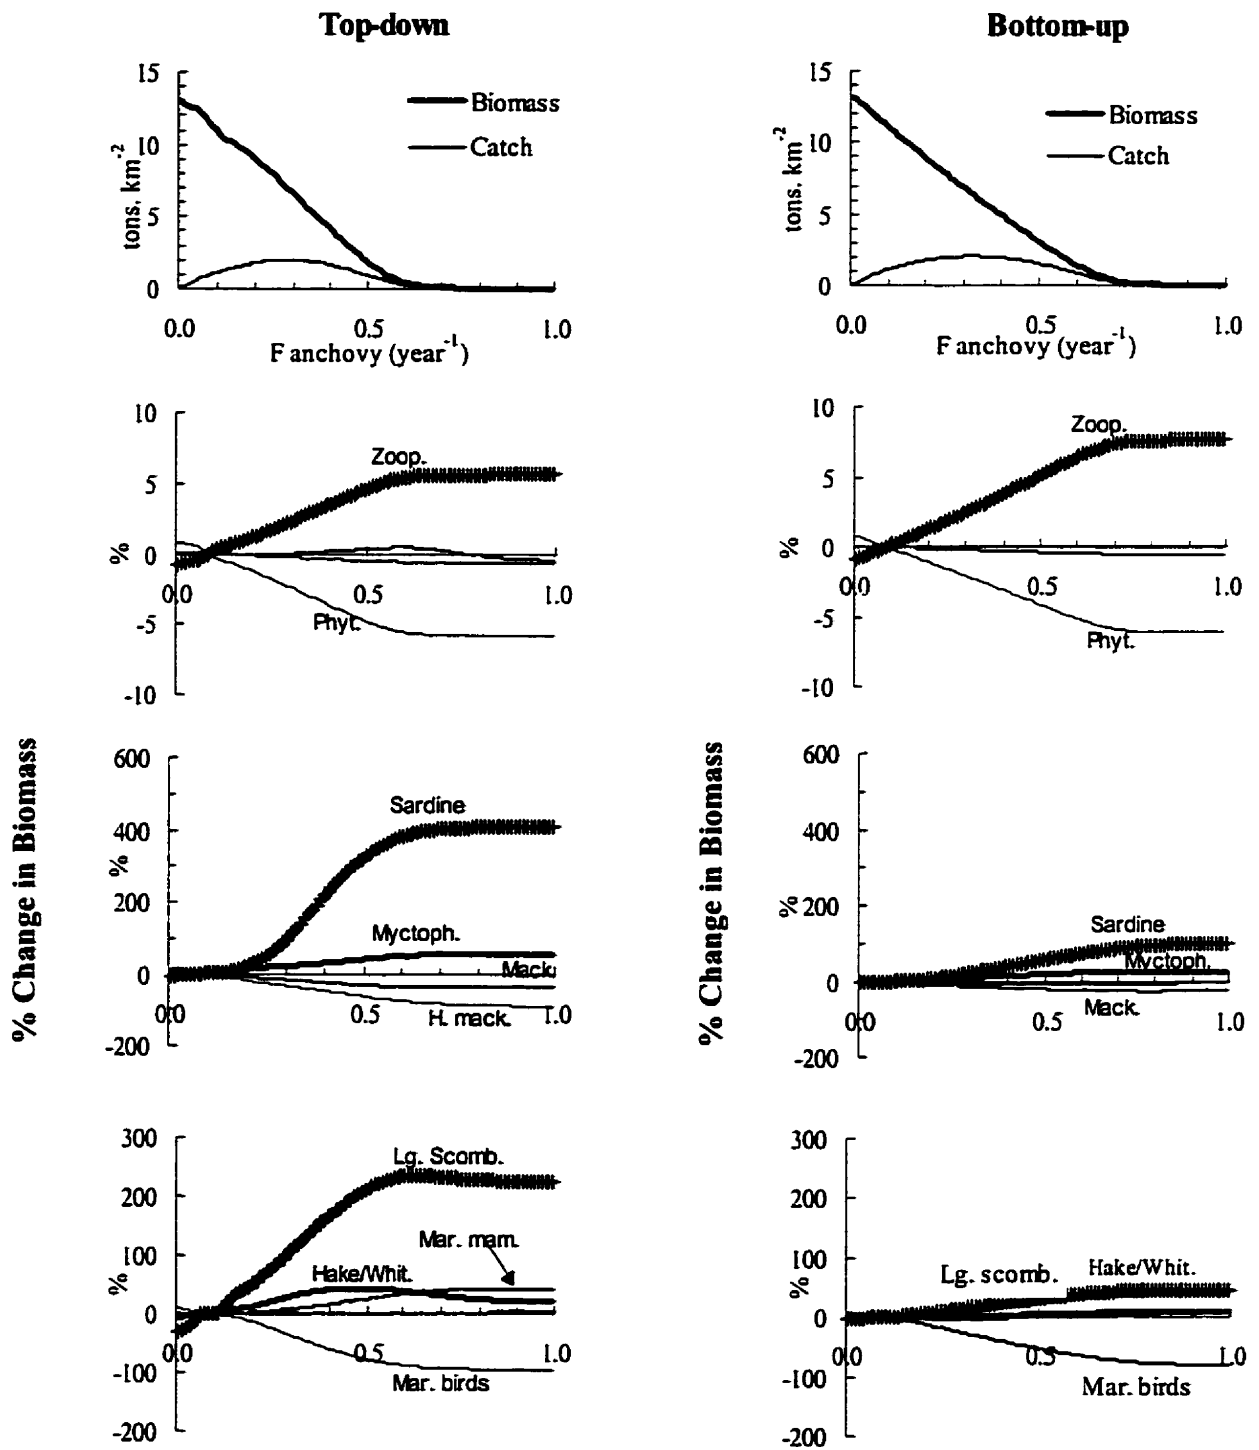 Top-down
15
10
5
0
tons. km-2
Biomass
Catch
0.0
0.5
1.0
F anchovy (year-1)
10
5
0
-5
-10
%
Zoop.
Phyt.
0.0
0.5
1.0
% Change in Biomass
600
400
200
0
-200
%
Sardine
Myctoph.
Mack.
H. mack.
0.0
0.5
1.0
300
200
100
0
-100
-200
%
Lg. Scomb.
Mar. mam.
Hake/Whit.
Mar. birds
0.0
0.5
1.0
Bottom-up
15
10
5
0
tons. km-2
Biomass
Catch
0.0
0.5
1.0
F anchovy (year-1)
10
5
0
-5
-10
%
Zoop.
Phyt.
0.0
0.5
1.0
% Change in Biomass
600
400
200
0
-200
%
Sardine
Myctoph.
Mack.
0.0
0.5
1.0
300
200
100
0
-100
-200
%
Lg. scomb.
Hake/Whit.
Mar. birds
0.0
0.5
1.0